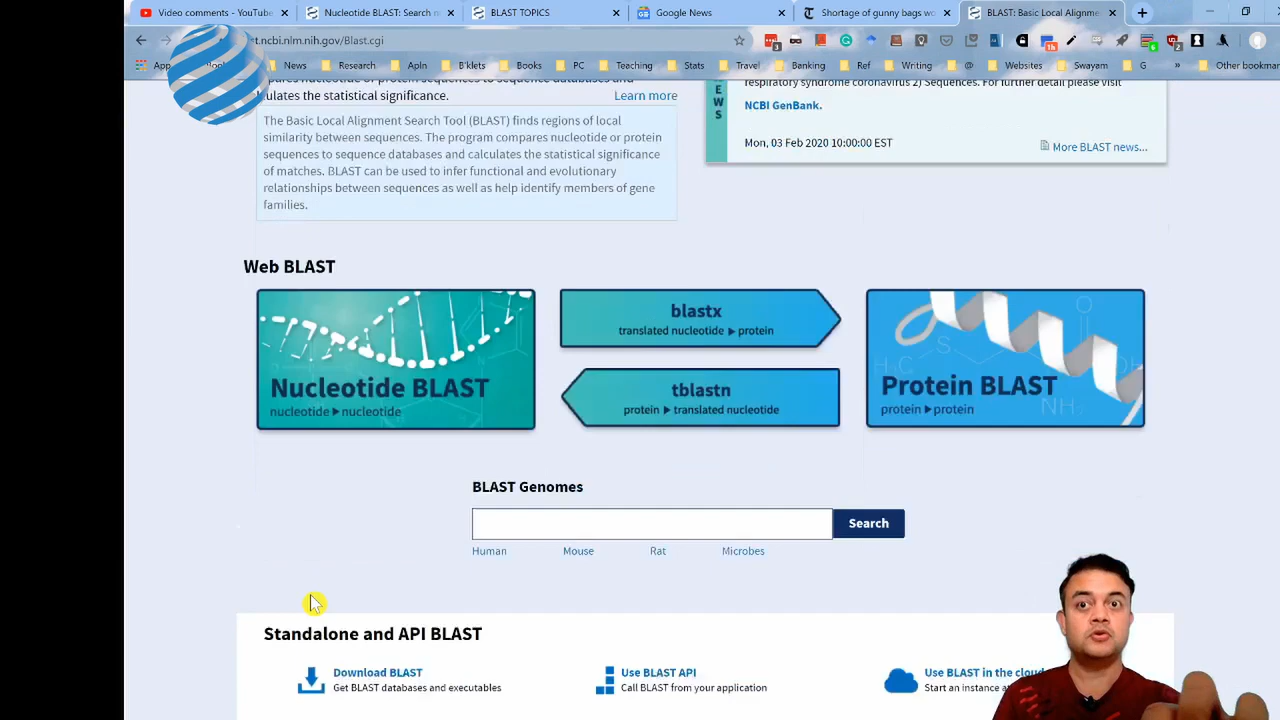 Video comments - YouTube
Nucleotide BLAST: Search n
BLAST TOPICS
Google News
Shortage of gunny bags wo
BLAST: Basic Local Alignme
.ncbi.nlm.nih.gov/Blast.cgi
3
1h
6
2
News
Research
Apln
B'klets
Books
PC
Teaching
Stats
Travel
Banking
Ref
Writing
@
Websites
Swayam
G
»
Other bookmar
respiratory syndrome coronavirus 2) Sequences. For further detail please visit
NCBI GenBank.
Mon, 03 Feb 2020 10:00:00 EST
More BLAST news...
NEWS
ulates the statistical significance.
Learn more
The Basic Local Alignment Search Tool (BLAST) finds regions of local
similarity between sequences. The program compares nucleotide or protein
sequences to sequence databases and calculates the statistical significance
of matches. BLAST can be used to infer functional and evolutionary
relationships between sequences as well as help identify members of gene
families.
Web BLAST
Nucleotide BLAST
nucleotide ▶ nucleotide
blastx
translated nucleotide ▶ protein
tblastn
protein ▶ translated nucleotide
Protein BLAST
protein ▶ protein
BLAST Genomes
Search
Human
Mouse
Rat
Microbes
Standalone and API BLAST
Download BLAST
Get BLAST databases and executables
Use BLAST API
Call BLAST from your application
Use BLAST in the clou
Start an instance a